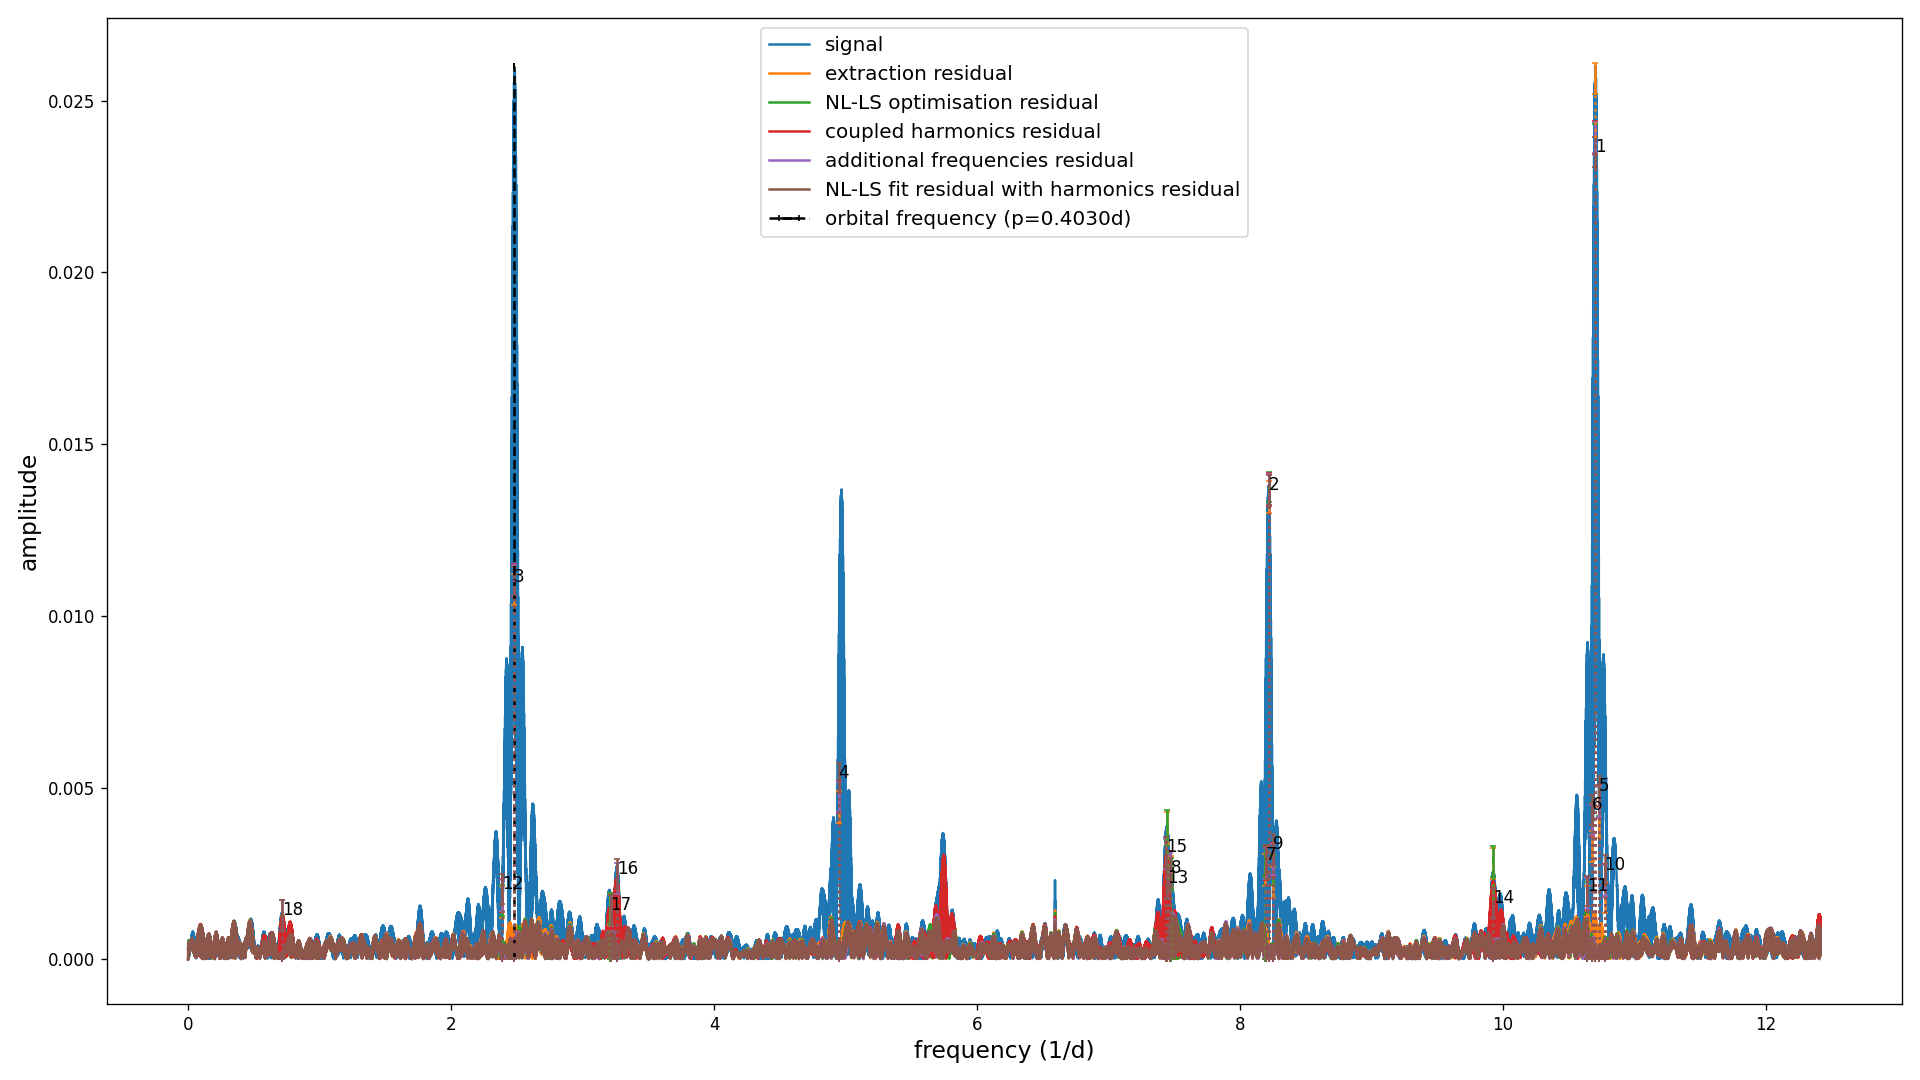 signal
extraction residual
NL-LS optimisation residual
coupled harmonics residual
additional frequencies residual
NL-LS fit residual with harmonics residual
orbital frequency (p=0.4030d)
amplitude
0.025
0.020
0.015
0.010
0.005
0.000
1
2
3
4
5
6
7
8
9
10
11
12
13
14
15
16
17
18
0 2 4 6 8 10 12
frequency (1/d)